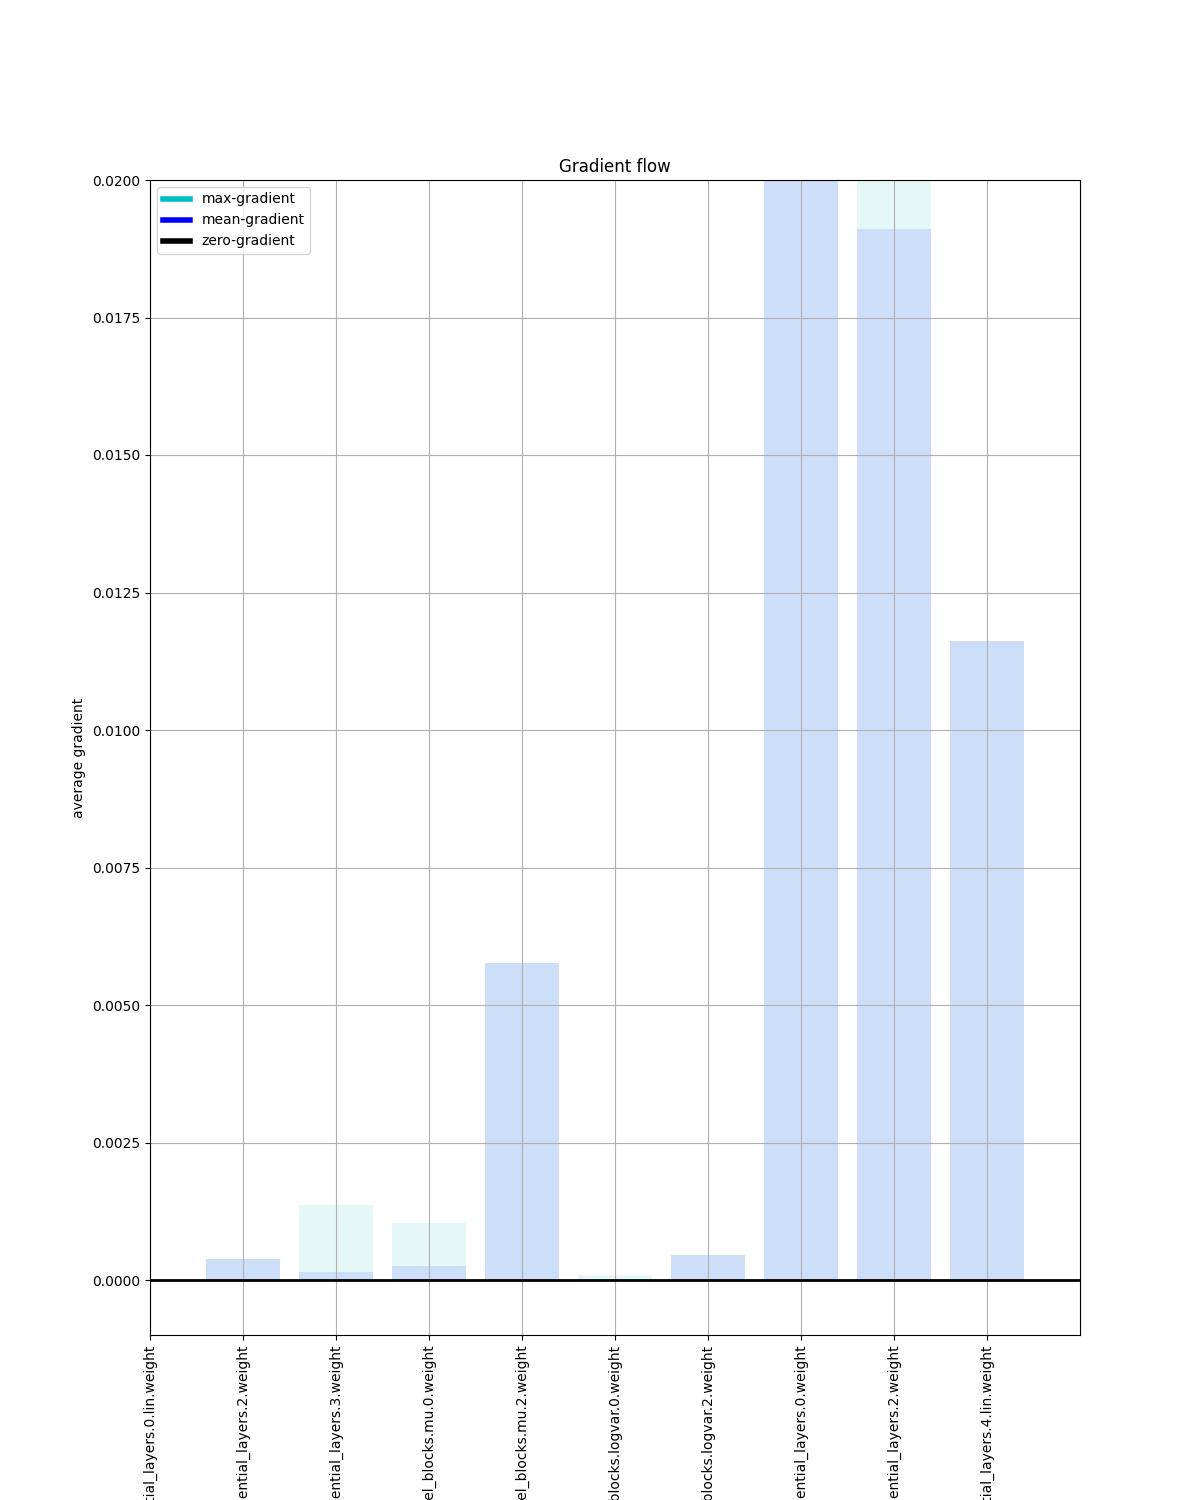 Gradient flow
max-gradient
mean-gradient
zero-gradient
0.0200
0.0175
0.0150
0.0125
0.0100
0.0075
0.0050
0.0025
0.0000
average gradient
tial_layers.0.lin.weight
ential_layers.2.weight
ential_layers.3.weight
el_blocks.mu.0.weight
el_blocks.mu.2.weight
blocks.logvar.0.weight
blocks.logvar.2.weight
ential_layers.0.weight
ential_layers.2.weight
tial_layers.4.lin.weight